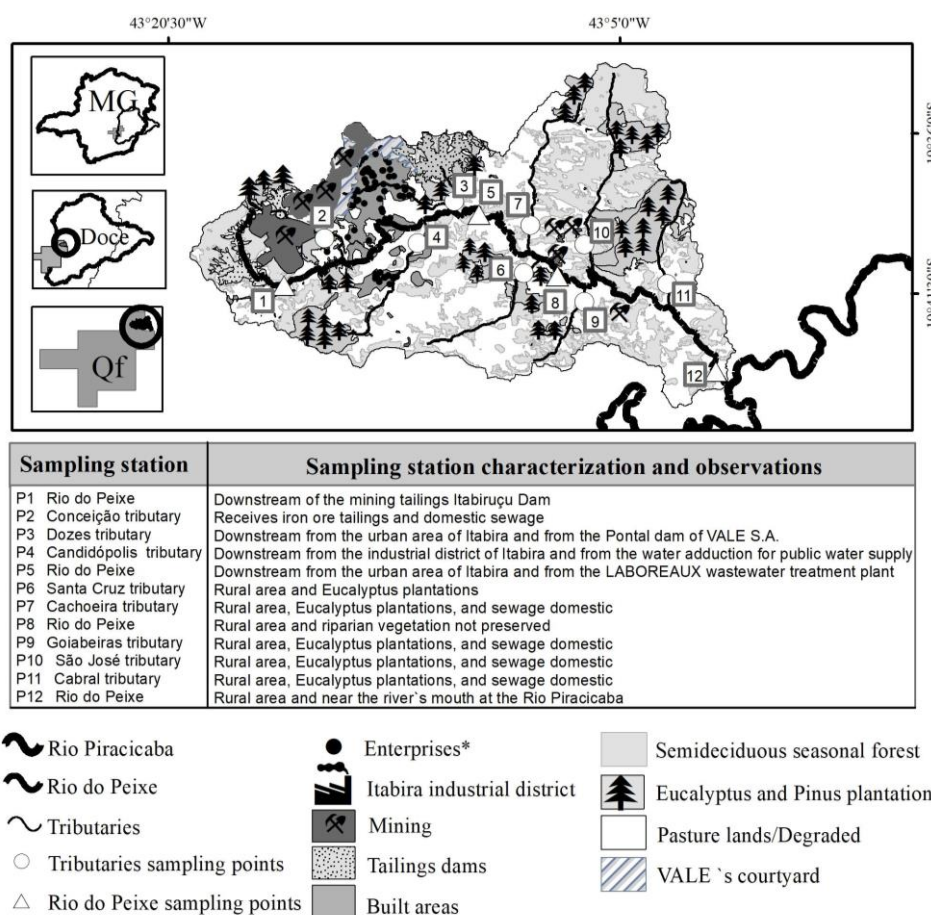 43°20'30"W 43°5'0"W
MG
Doce
Qf
1
2
3
5
7
4
6
8
9
10
11
12
Sampling station Sampling station characterization and observations
P1 Rio do Peixe Downstream of the mining tailings Itabiruçu Dam
P2 Conceição tributary Receives iron ore tailings and domestic sewage
P3 Dozes tributary Downstream from the urban area of Itabira and from the Pontal dam of VALE S.A.
P4 Candidópolis tributary Downstream from the industrial district of Itabira and from the water adduction for public water supply
P5 Rio do Peixe Downstream from the urban area of Itabira and from the LABOREAUX wastewater treatment plant
P6 Santa Cruz tributary Rural area and Eucalyptus plantations
P7 Cachoeira tributary Rural area, Eucalyptus plantations, and sewage domestic
P8 Rio do Peixe Rural area and riparian vegetation not preserved
P9 Goiabeiras tributary Rural area, Eucalyptus plantations, and sewage domestic
P10 São José tributary Rural area, Eucalyptus plantations, and sewage domestic
P11 Cabral tributary Rural area, Eucalyptus plantations, and sewage domestic
P12 Rio do Peixe Rural area and near the river`s mouth at the Rio Piracicaba
Rio Piracicaba
Rio do Peixe
Tributaries
Tributaries sampling points
Rio do Peixe sampling points
Enterprises*
Itabira industrial district
Mining
Tailings dams
Built areas
Semideciduous seasonal forest
Eucalyptus and Pinus plantation
Pasture lands/Degraded
VALE `s courtyard